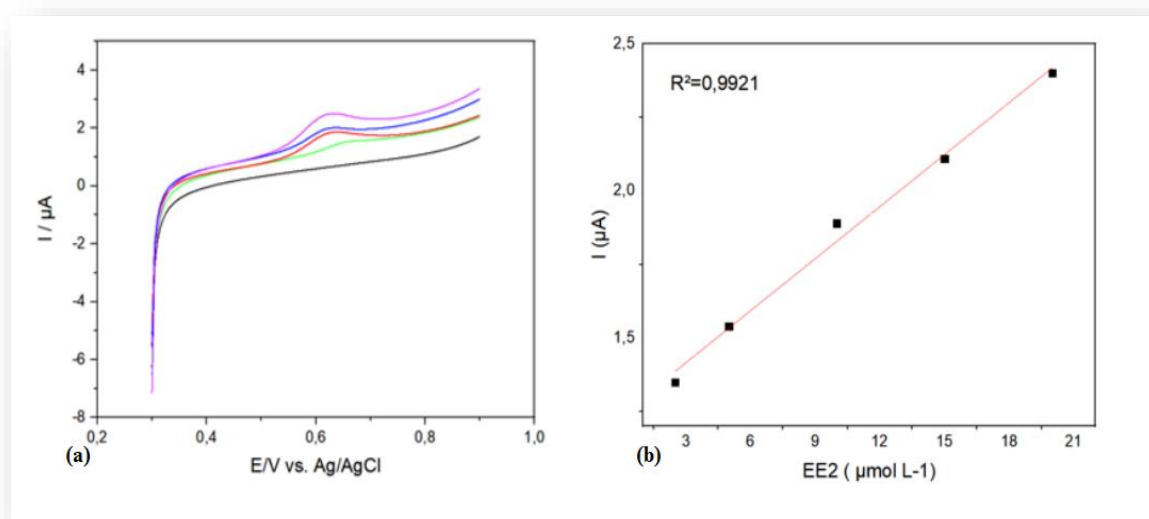 4
2
0
-2
-4
-6
-8
I / µA
0,2 0,4 0,6 0,8 1,0
E/V vs. Ag/AgCl
(a)
2,5
2,0
1,5
I (µA)
R²=0,9921
3 6 9 12 15 18 21
EE2 ( µmol L-1)
(b)